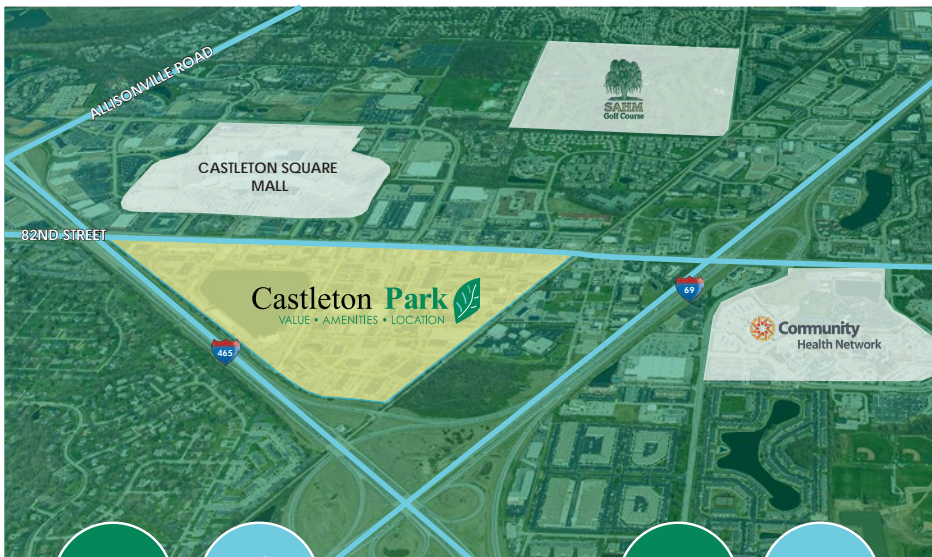 ALLISONVILLE ROAD
SAHM
Golf Course
CASTLETON SQUARE
MALL
82ND STREET
Castleton Park
VALUE • AMENITIES • LOCATION
69
Community
Health Network
465